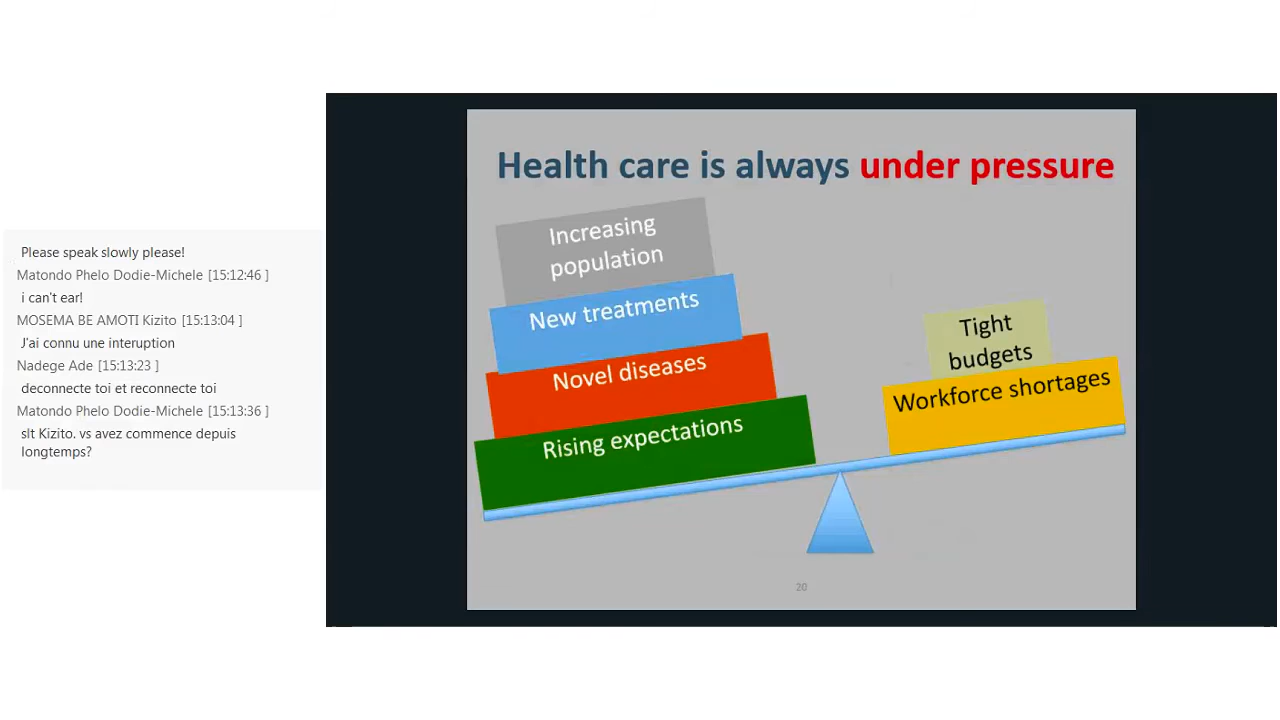 Please speak slowly please!
Matondo Phelo Dodie-Michele [15:12:46 ]
i can't ear!
MOSEMA BE AMOTI Kizito [15:13:04 ]
J'ai connu une interuption
Nadege Ade [15:13:23 ]
deconnecte toi et reconnecte toi
Matondo Phelo Dodie-Michele [15:13:36 ]
slt Kizito. vs avez commence depuis
longtemps?
Health care is always under pressure
Increasing
population
New treatments
Novel diseases
Rising expectations
Tight
budgets
Workforce shortages
20